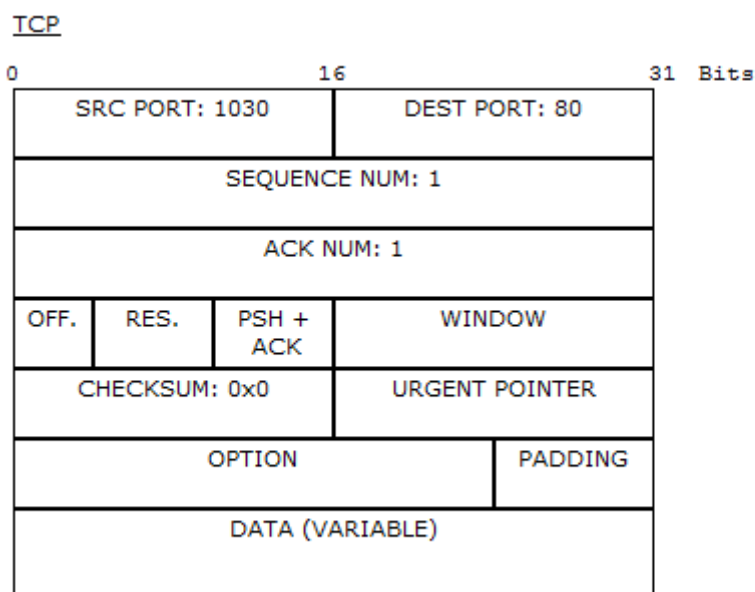 TCP
0 16 31 Bits
SRC PORT: 1030 DEST PORT: 80
SEQUENCE NUM: 1
ACK NUM: 1
OFF. RES. PSH + WINDOW
ACK
CHECKSUM: 0x0 URGENT POINTER
OPTION PADDING
DATA (VARIABLE)